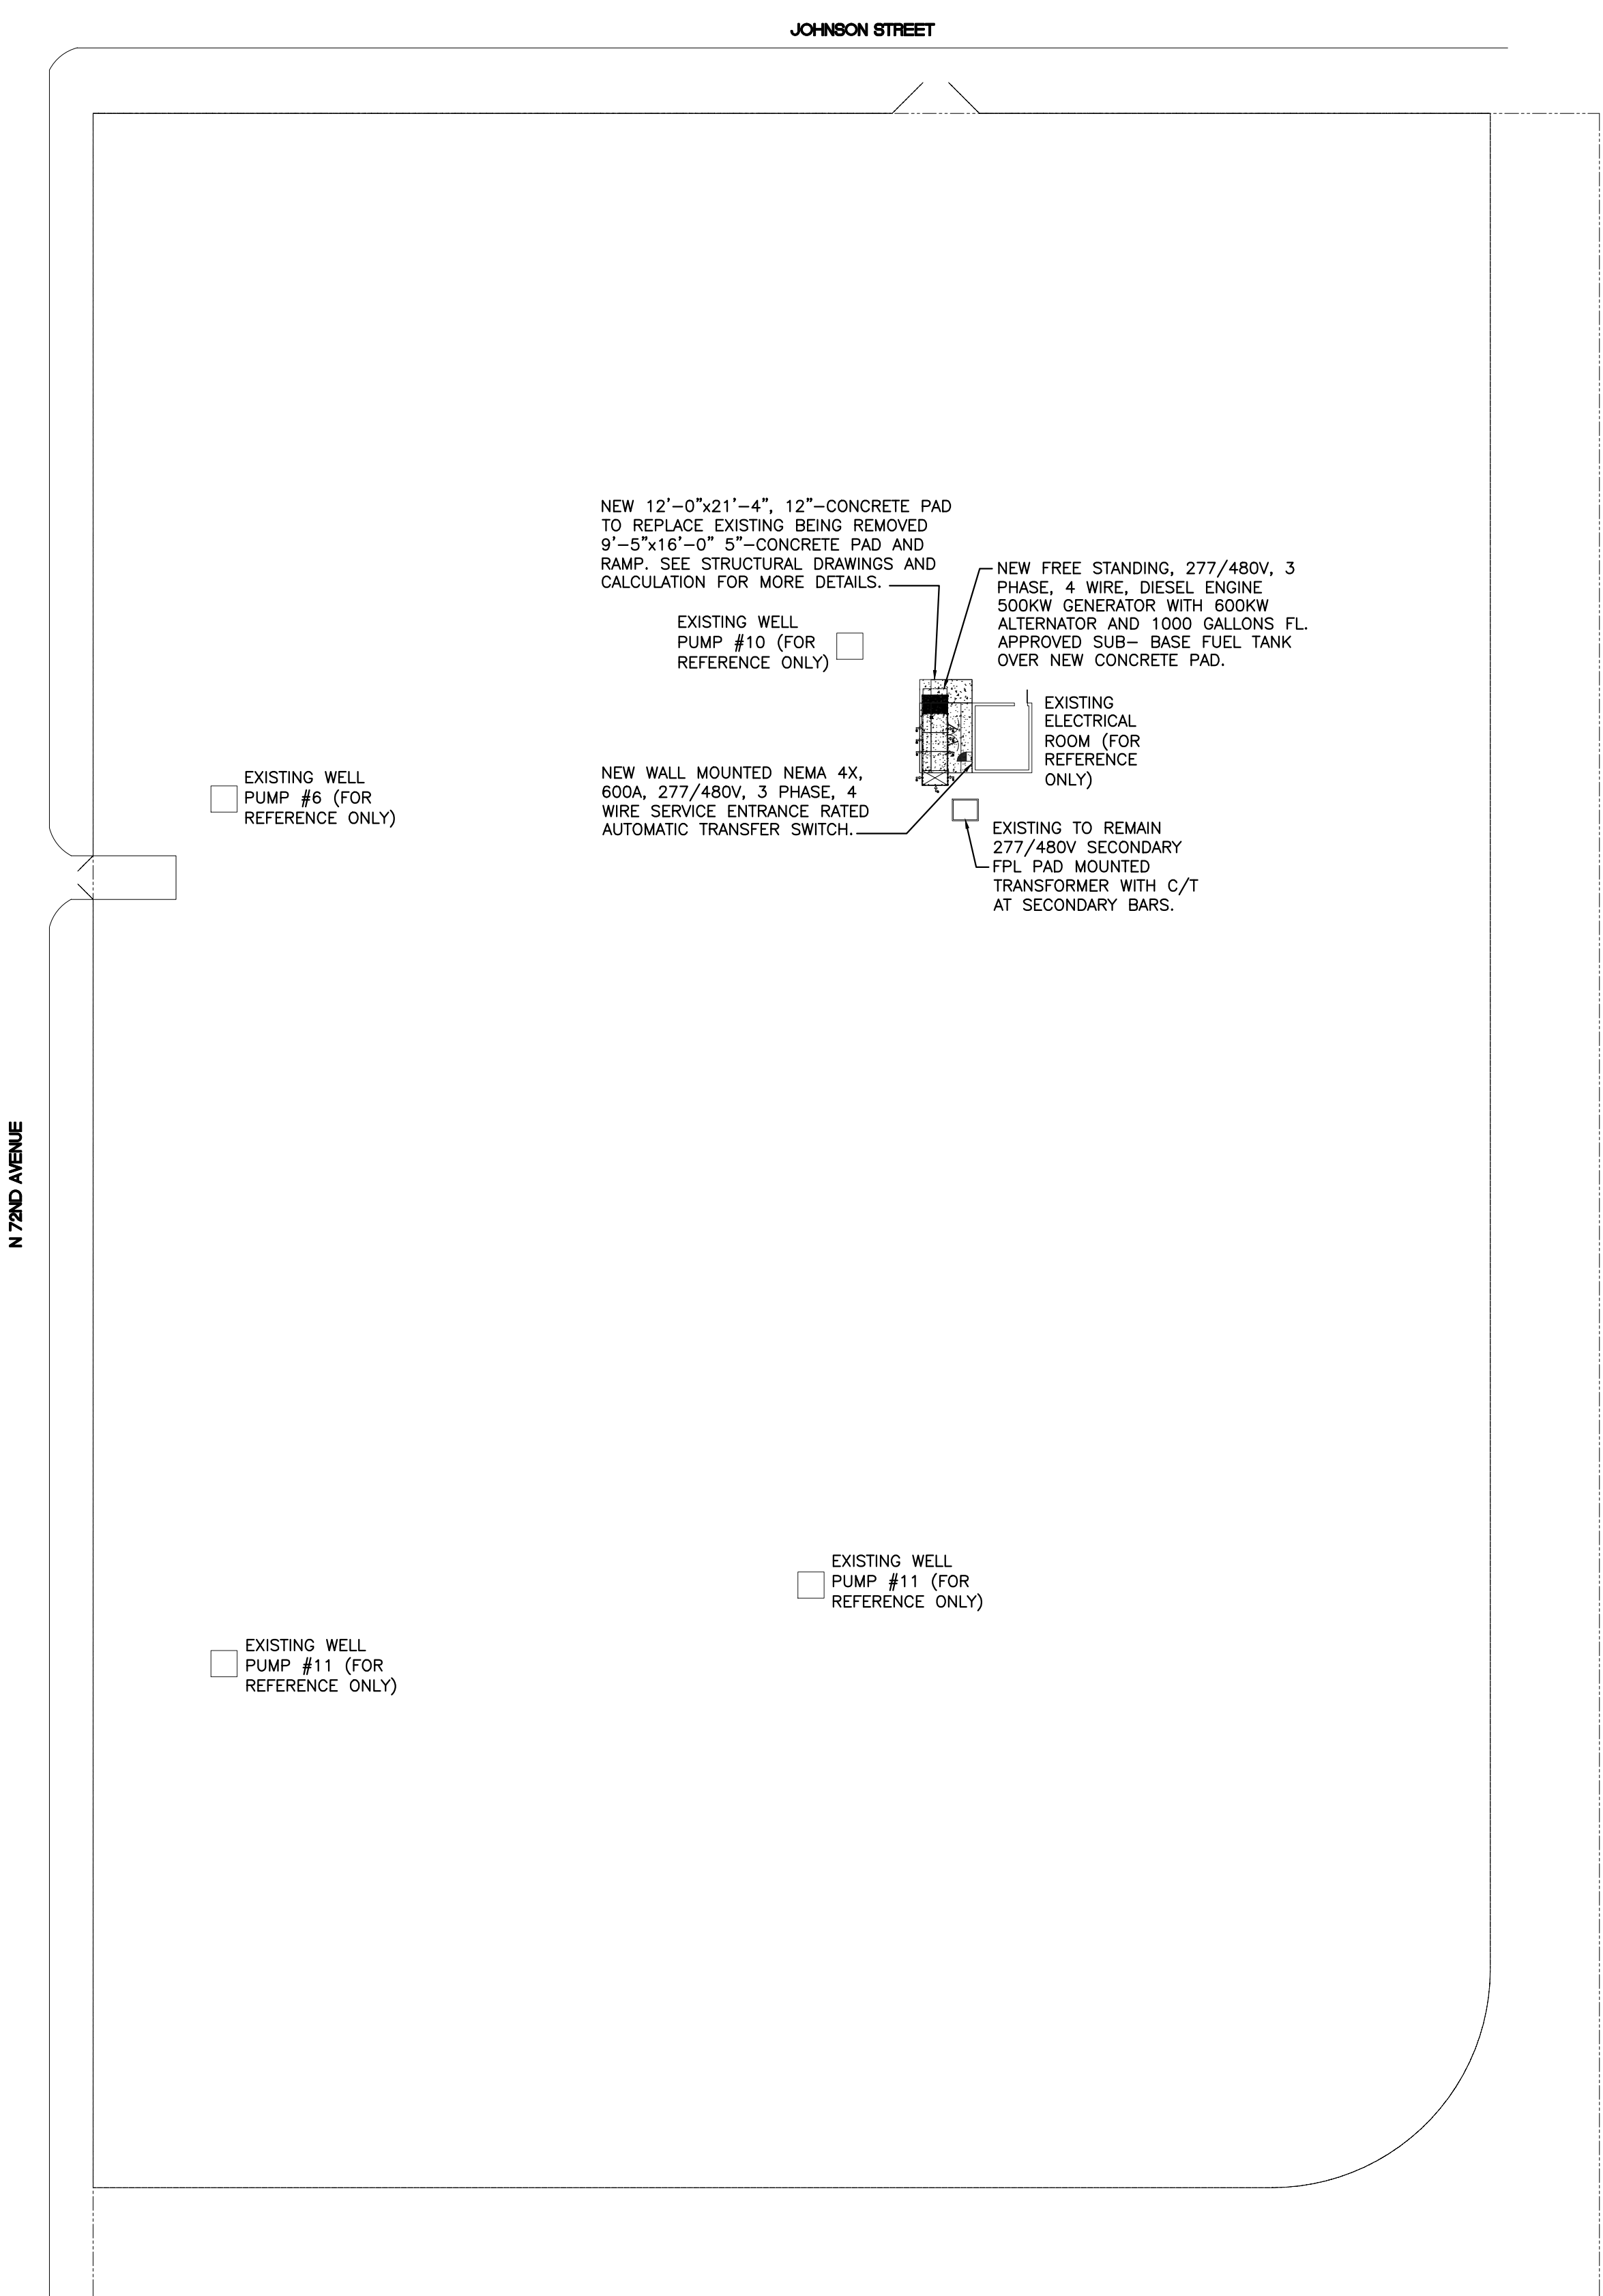 JOHNSON STREET
NEW 12'-0"x21'-4", 12"-CONCRETE PAD
TO REPLACE EXISTING BEING REMOVED
9'-5"x16'-0" 5"-CONCRETE PAD AND
RAMP. SEE STRUCTURAL DRAWINGS AND
CALCULATION FOR MORE DETAILS.
NEW FREE STANDING, 277/480V, 3
PHASE, 4 WIRE, DIESEL ENGINE
500KW GENERATOR WITH 600KW
ALTERNATOR AND 1000 GALLONS FL.
APPROVED SUB- BASE FUEL TANK
OVER NEW CONCRETE PAD.
EXISTING WELL
PUMP #10 (FOR
REFERENCE ONLY)
EXISTING
ELECTRICAL
ROOM (FOR
REFERENCE
ONLY)
EXISTING WELL
PUMP #6 (FOR
REFERENCE ONLY)
NEW WALL MOUNTED NEMA 4X,
600A, 277/480V, 3 PHASE, 4
WIRE SERVICE ENTRANCE RATED
AUTOMATIC TRANSFER SWITCH.
EXISTING TO REMAIN
277/480V SECONDARY
FPL PAD MOUNTED
TRANSFORMER WITH C/T
AT SECONDARY BARS.
N 72ND AVENUE
EXISTING WELL
PUMP #11 (FOR
REFERENCE ONLY)
EXISTING WELL
PUMP #11 (FOR
REFERENCE ONLY)